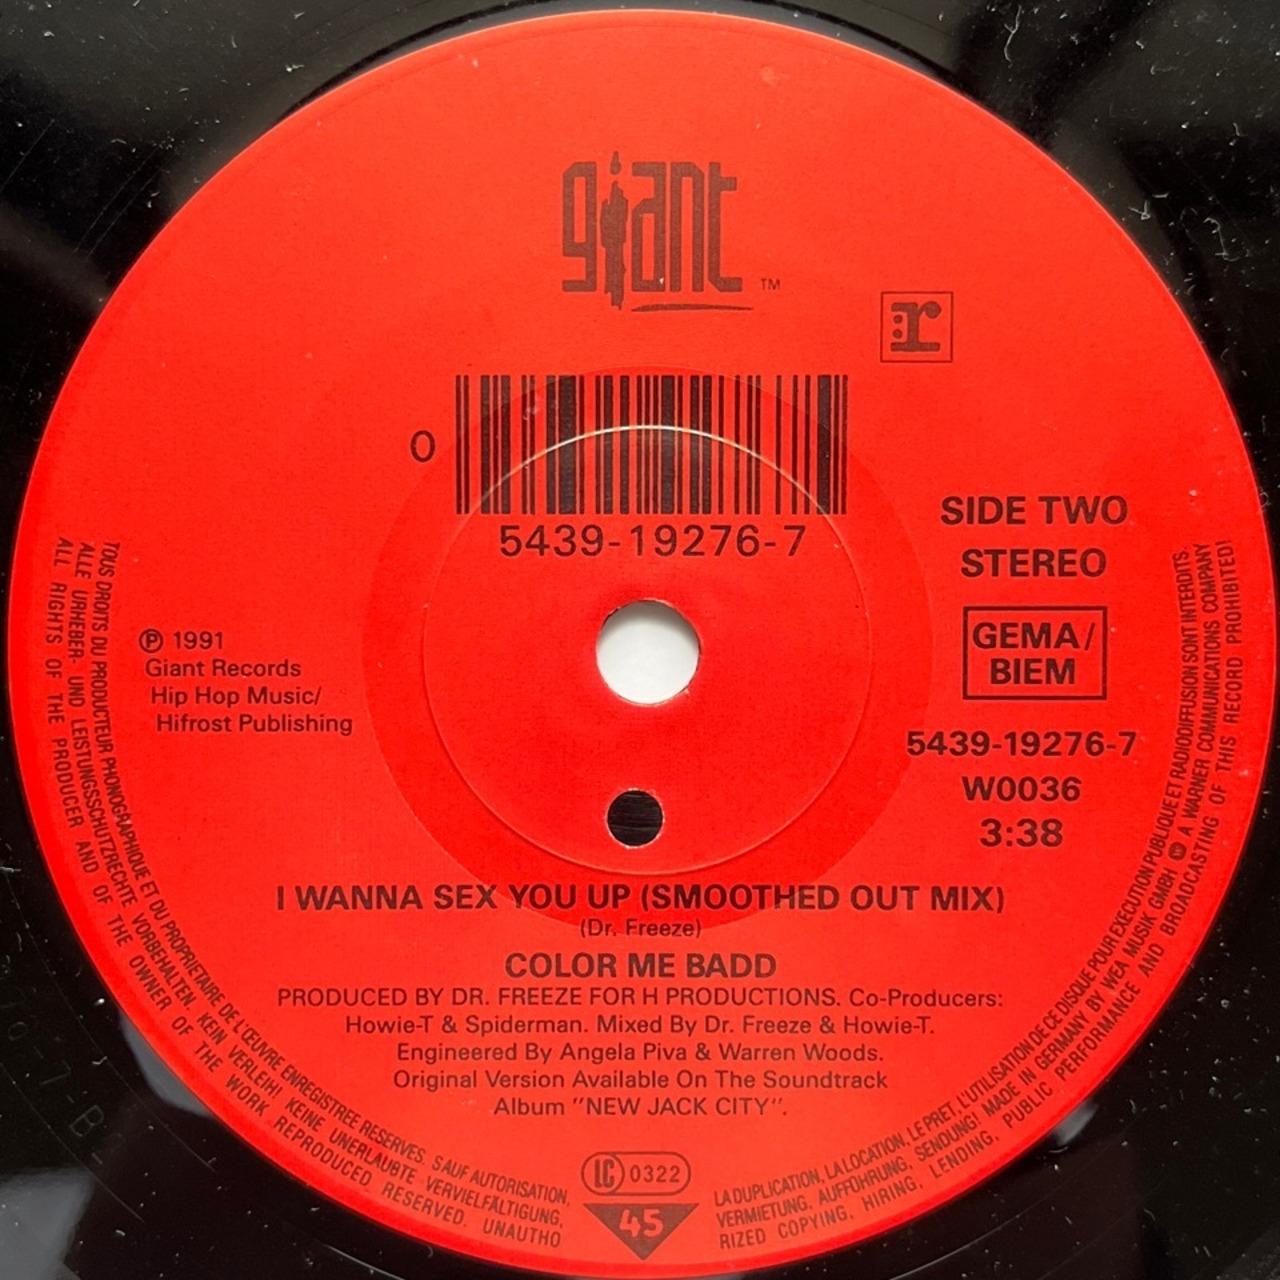 giant ™
r
0
5439-19276-7
SIDE TWO
STEREO
GEMA/
BIEM
5439-19276-7
W0036
3:38
℗ 1991
Giant Records
Hip Hop Music/
Hifrost Publishing
I WANNA SEX YOU UP (SMOOTHED OUT MIX)
(Dr. Freeze)
COLOR ME BADD
PRODUCED BY DR. FREEZE FOR H PRODUCTIONS. Co-Producers:
Howie-T & Spiderman. Mixed By Dr. Freeze & Howie-T.
Engineered By Angela Piva & Warren Woods.
Original Version Available On The Soundtrack
Album "NEW JACK CITY".
LC 0322
45
TOUS DROITS DU PRODUCTEUR PHONOGRAPHIQUE ET DU PROPRIETAIRE DE L'ŒUVRE ENREGISTREE RESERVES. SAUF AUTORISATION, LA DUPLICATION, LA LOCATION, LE PRET, L'UTILISATION DE CE DISQUE POUR EXECUTION PUBLIQUE ET RADIODIFFUSION SONT INTERDITS.
ALLE URHEBER- UND LEISTUNGSSCHUTZRECHTE VORBEHALTEN. KEIN VERLEIH! KEINE UNERLAUBTE VERVIELFÄLTIGUNG, VERMIETUNG, AUFFÜHRUNG, SENDUNG! MADE IN GERMANY BY WEA MUSIK GMBH A WARNER COMMUNICATIONS COMPANY
ALL RIGHTS OF THE PRODUCER AND OF THE OWNER OF THE WORK REPRODUCED RESERVED. UNAUTHORIZED COPYING, HIRING, LENDING, PUBLIC PERFORMANCE AND BROADCASTING OF THIS RECORD PROHIBITED!